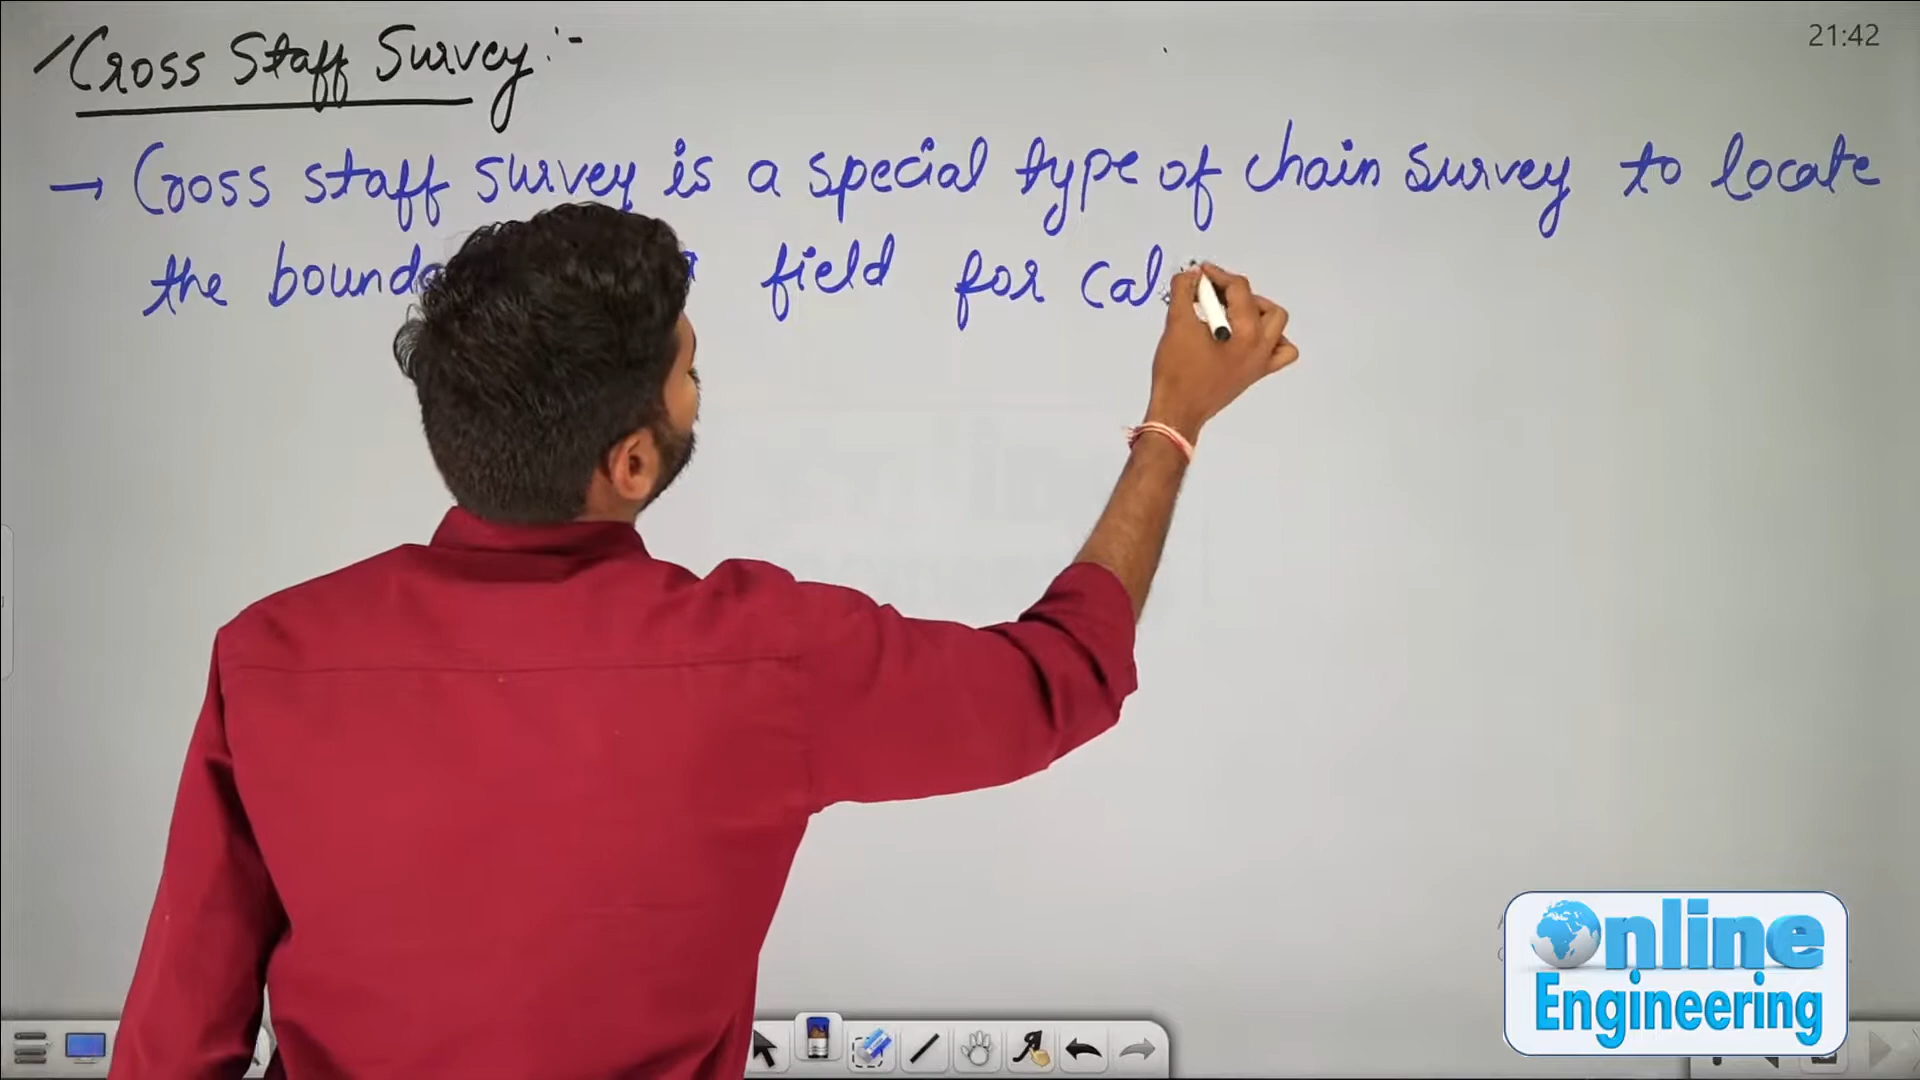 Cross Staff Survey :-
21:42
→ Cross staff survey is a special type of chain survey to locate
the field for Cal
Online
Engineering